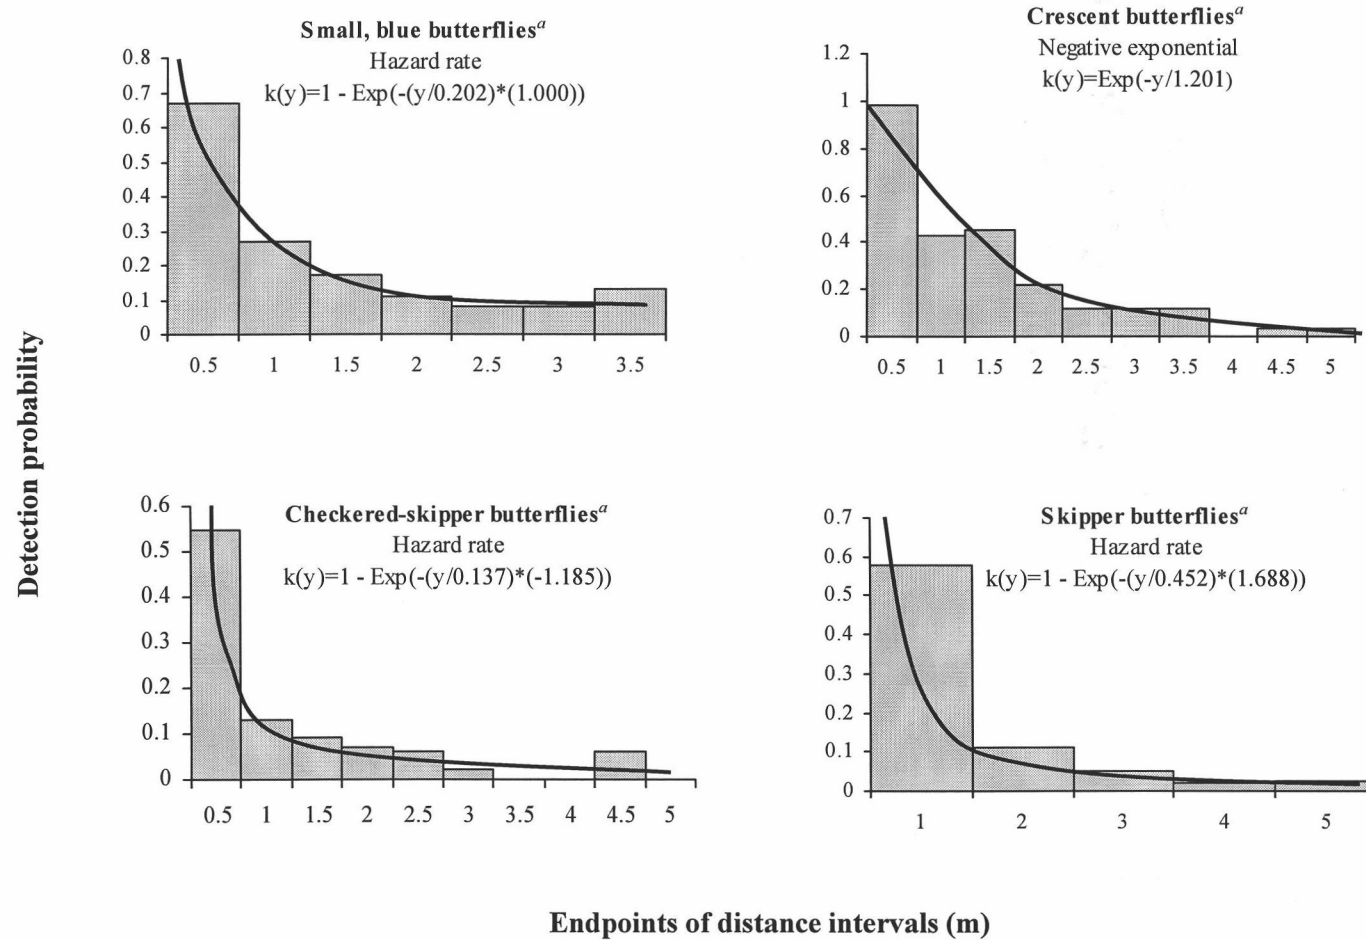 Small, blue butterflies^a
Hazard rate
k(y)=1 - Exp(-(y/0.202)*(1.000))
0.8
0.7
0.6
0.5
0.4
0.3
0.2
0.1
0
0.5 1 1.5 2 2.5 3 3.5
Crescent butterflies^a
Negative exponential
k(y)=Exp(-y/1.201)
1.2
1
0.8
0.6
0.4
0.2
0
0.5 1 1.5 2 2.5 3 3.5 4 4.5 5
Detection probability
Checkered-skipper butterflies^a
Hazard rate
k(y)=1 - Exp(-(y/0.137)*(-1.185))
0.6
0.5
0.4
0.3
0.2
0.1
0
0.5 1 1.5 2 2.5 3 3.5 4 4.5 5
Skipper butterflies^a
Hazard rate
k(y)=1 - Exp(-(y/0.452)*(1.688))
0.7
0.6
0.5
0.4
0.3
0.2
0.1
0
1 2 3 4 5
Endpoints of distance intervals (m)